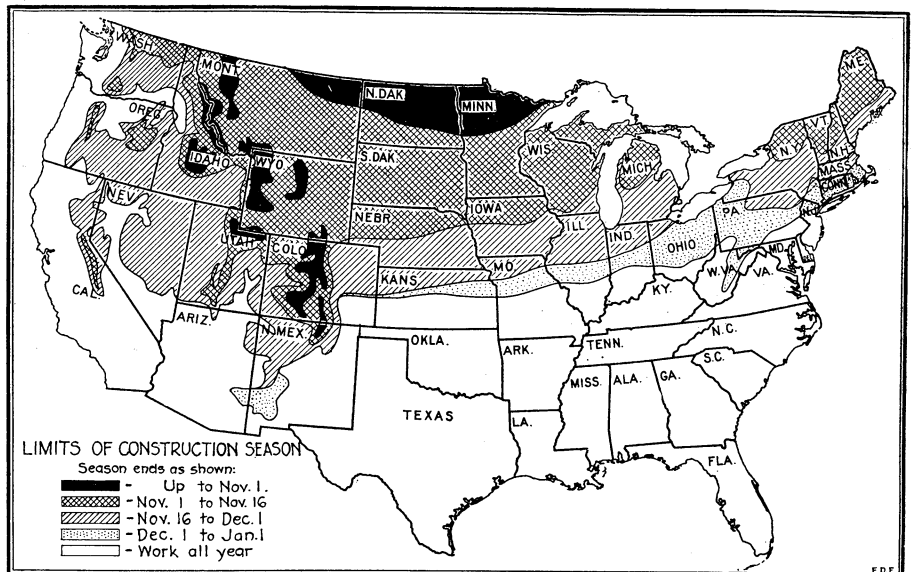 WASH.
MONT.
N.DAK
MINN.
ME.
OREG.
IDAHO
WYO.
S.DAK.
WIS.
MICH.
N.Y.
VT.
N.H.
MASS.
CONN.
NEV.
UTAH
COLO.
NEBR.
IOWA
ILL.
IND.
OHIO
PA.
N.J.
CAL.
ARIZ.
N.MEX.
KANS.
MO.
KY.
W.VA.
VA.
MD.
DEL.
OKLA.
ARK.
TENN.
N.C.
S.C.
TEXAS
LA.
MISS.
ALA.
GA.
FLA.
LIMITS OF CONSTRUCTION SEASON
Season ends as shown:
- Up to Nov. 1.
- Nov. 1 to Nov. 16
- Nov. 16 to Dec. 1
- Dec. 1 to Jan. 1
- Work all year